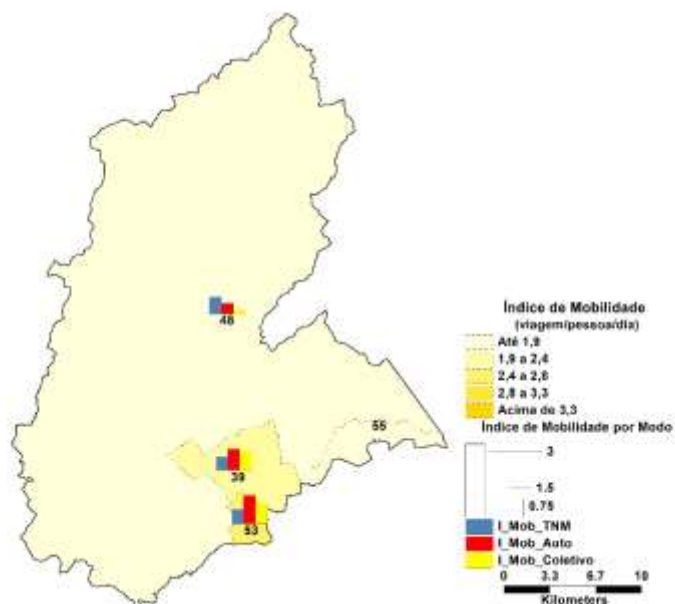 48
55
39
53
Índice de Mobilidade
(viagem/pessoa/dia)
Até 1,9
1,9 a 2,4
2,4 a 2,8
2,8 a 3,3
Acima de 3,3
Índice de Mobilidade por Modo
3
1.5
0.75
I_Mob_TNM
I_Mob_Auto
I_Mob_Coletivo
0 3.3 6.7 10
Kilometers